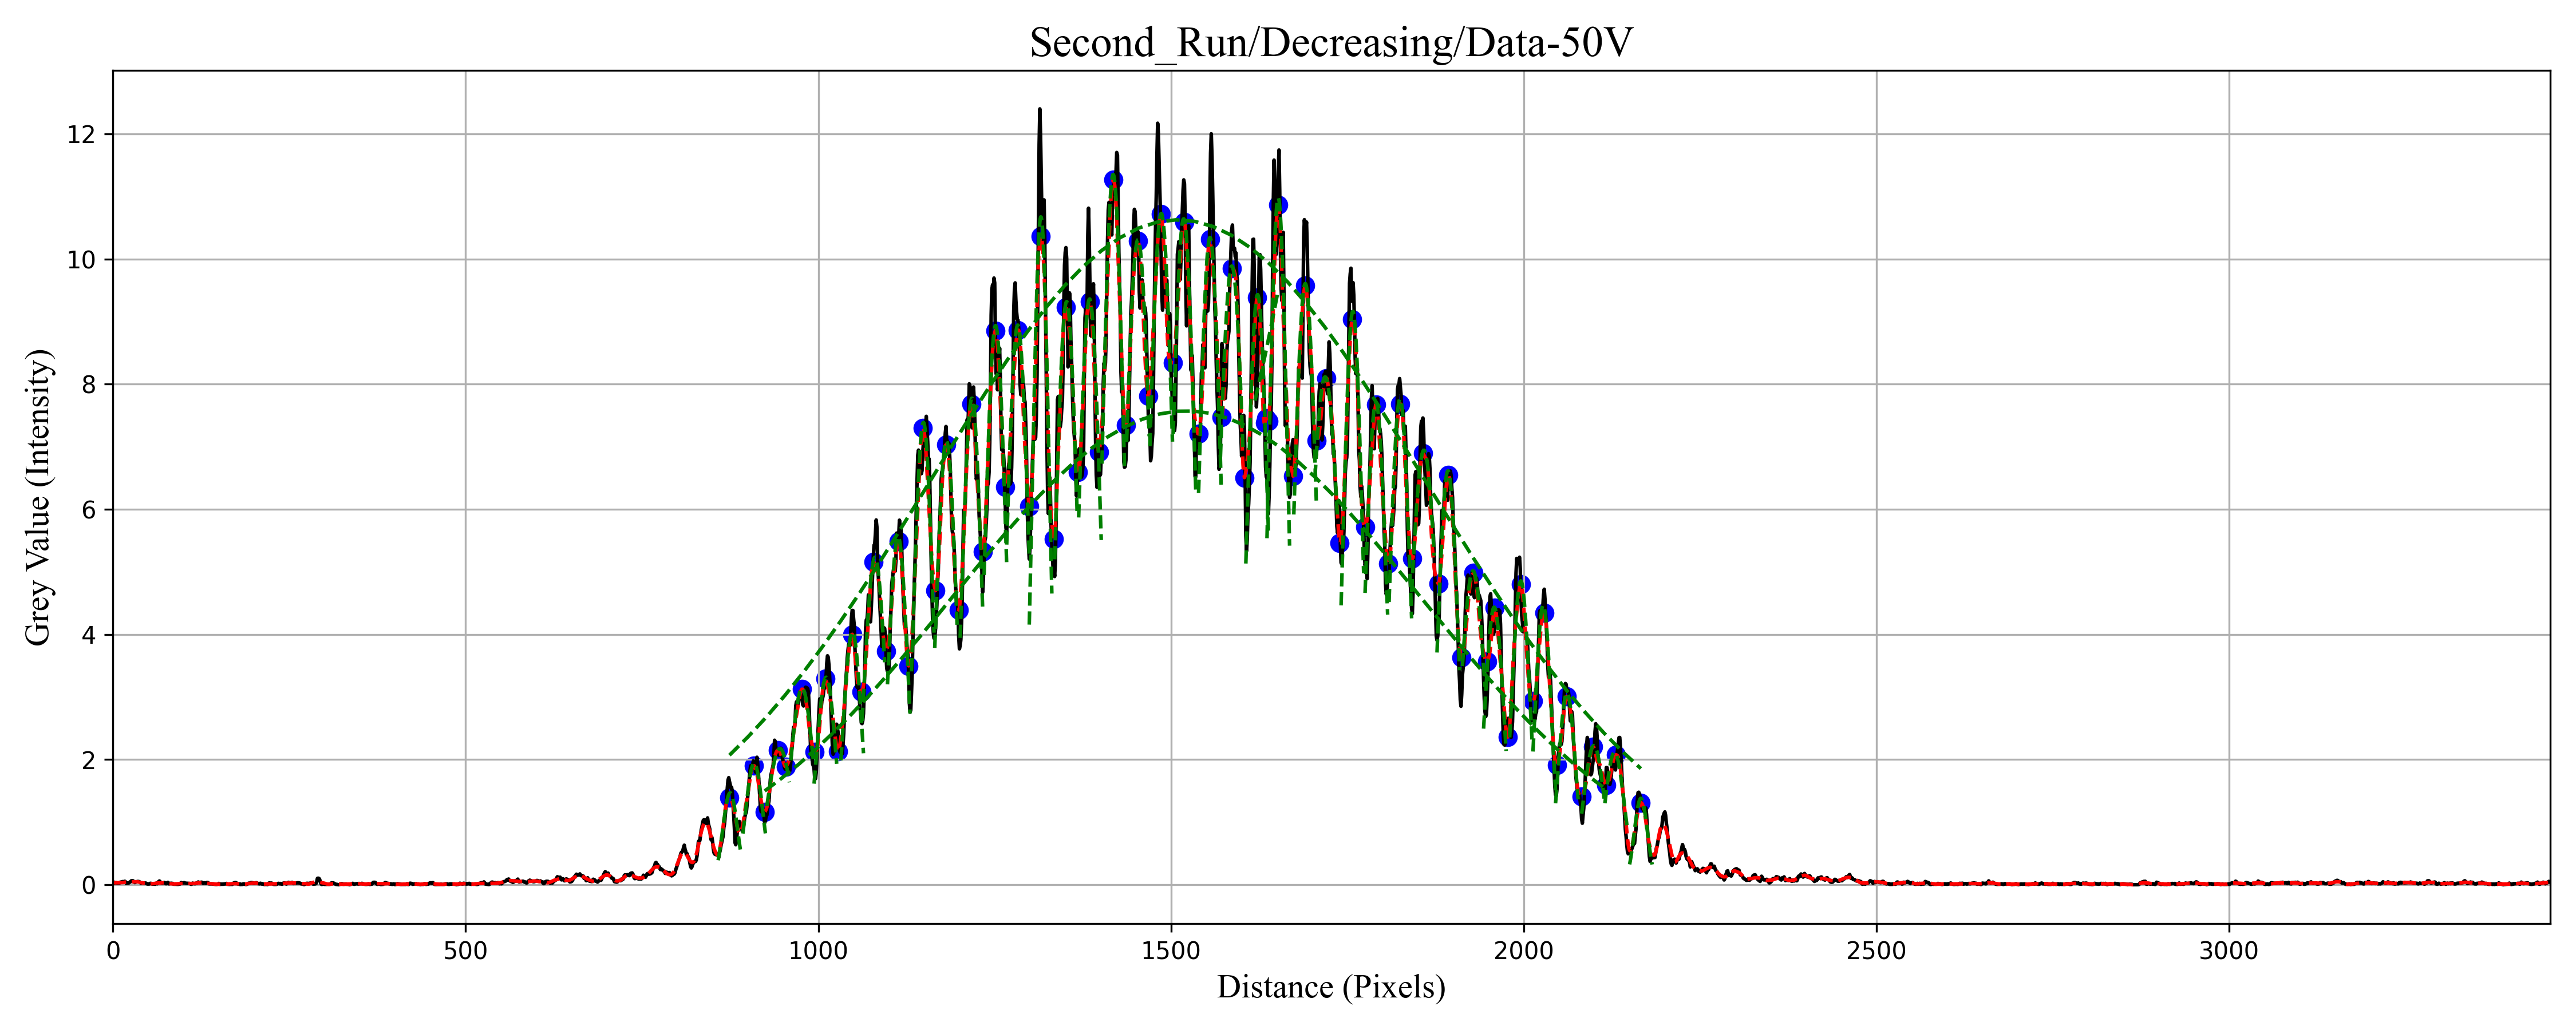 Second_Run/Decreasing/Data-50V
Grey Value (Intensity)
12
10
8
6
4
2
0
0 500 1000 1500 2000 2500 3000
Distance (Pixels)